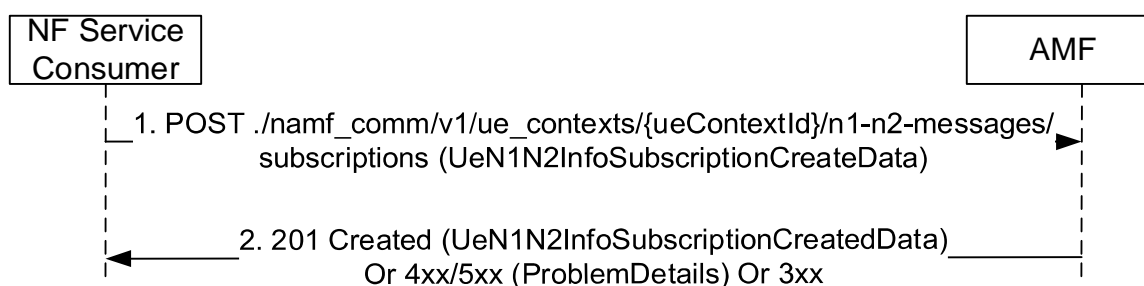 NF Service
Consumer
AMF
1. POST ./namf_comm/v1/ue_contexts/{ueContextId}/n1-n2-messages/
subscriptions (UeN1N2InfoSubscriptionCreateData)
2. 201 Created (UeN1N2InfoSubscriptionCreatedData)
Or 4xx/5xx (ProblemDetails) Or 3xx